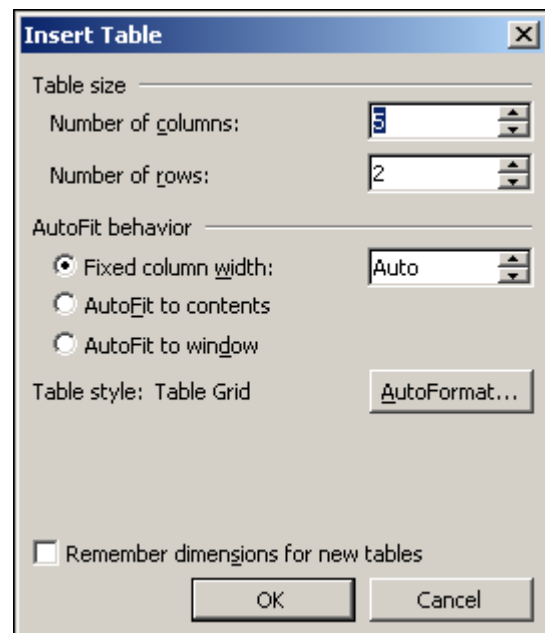 Insert Table
Table size
Number of columns: 5
Number of rows: 2
AutoFit behavior
Fixed column width: Auto
AutoFit to contents
AutoFit to window
Table style: Table Grid AutoFormat...
Remember dimensions for new tables
OK Cancel